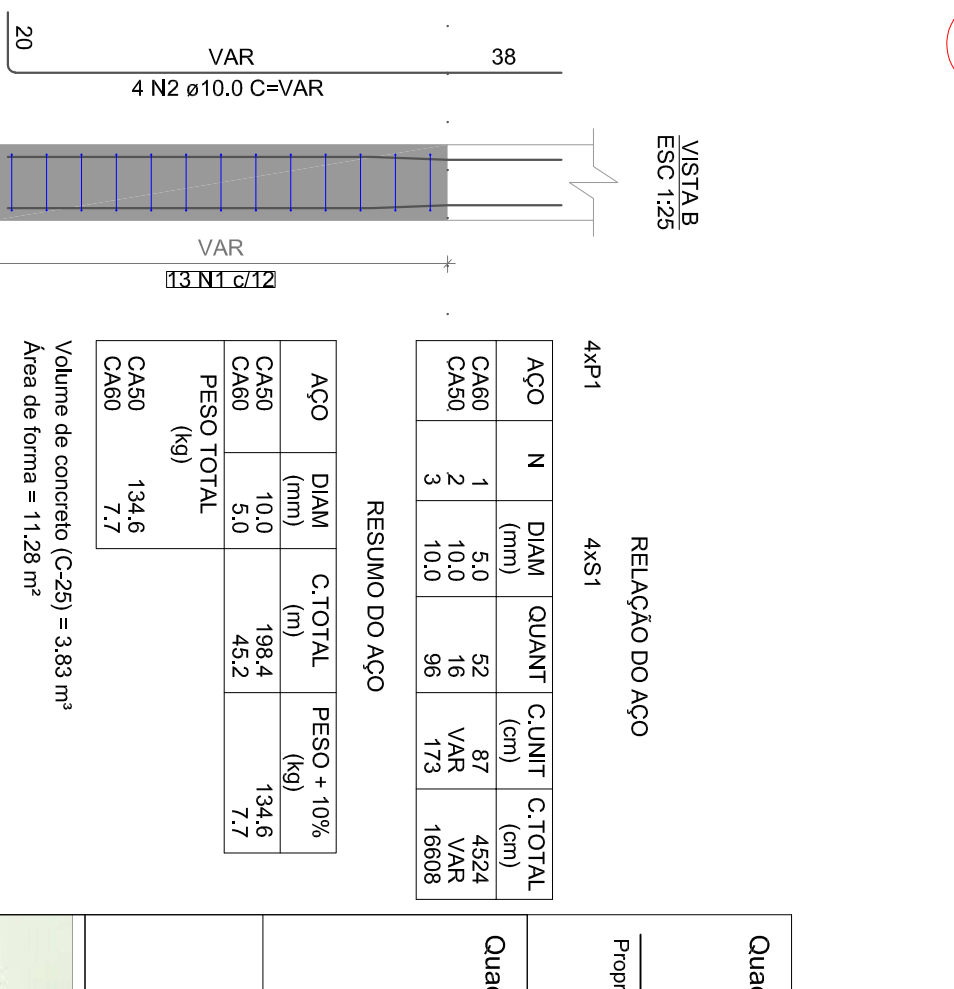 VISTA B
ESC 1:25
20
VAR
38
4 N2 ø10.0 C=VAR
VAR
13 N1 c/12
RELAÇÃO DO AÇO
4xP1 4xS1
AÇO N DIAM QUANT C.UNIT C.TOTAL
(mm) (cm) (cm)
CA60 1 5.0 52 87 4524
CA50 2 10.0 16 VAR VAR
3 10.0 96 173 16608
RESUMO DO AÇO
AÇO DIAM C.TOTAL PESO + 10%
(mm) (m) (kg)
CA50 10.0 198.4 134.6
CA60 5.0 45.2 7.7
PESO TOTAL
(kg)
CA50 134.6
CA60 7.7
Volume de concreto (C-25) = 3.83 m³
Área de forma = 11.28 m²